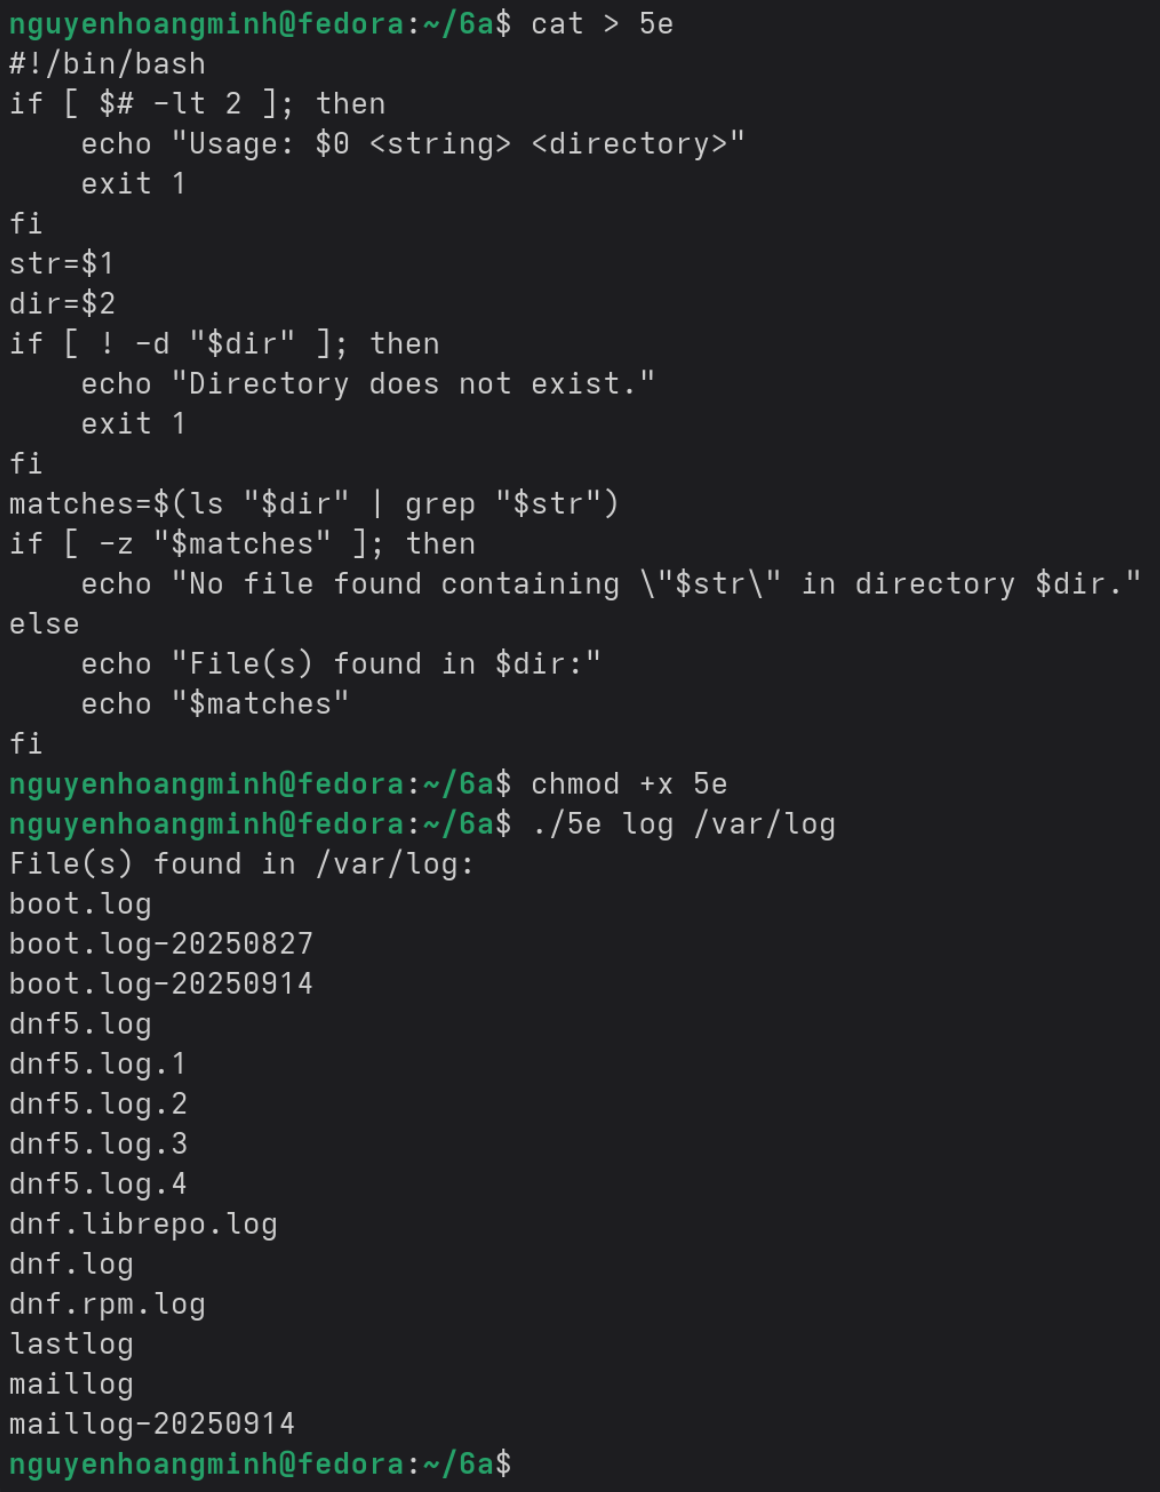 nguyenhoangminh@fedora:~/6a$ cat > 5e
#!/bin/bash
if [ $# -lt 2 ]; then
    echo "Usage: $0 <string> <directory>"
    exit 1
fi
str=$1
dir=$2
if [ ! -d "$dir" ]; then
    echo "Directory does not exist."
    exit 1
fi
matches=$(ls "$dir" | grep "$str")
if [ -z "$matches" ]; then
    echo "No file found containing \"$str\" in directory $dir."
else
    echo "File(s) found in $dir:"
    echo "$matches"
fi
nguyenhoangminh@fedora:~/6a$ chmod +x 5e
nguyenhoangminh@fedora:~/6a$ ./5e log /var/log
File(s) found in /var/log:
boot.log
boot.log-20250827
boot.log-20250914
dnf5.log
dnf5.log.1
dnf5.log.2
dnf5.log.3
dnf5.log.4
dnf.librepo.log
dnf.log
dnf.rpm.log
lastlog
maillog
maillog-20250914
nguyenhoangminh@fedora:~/6a$